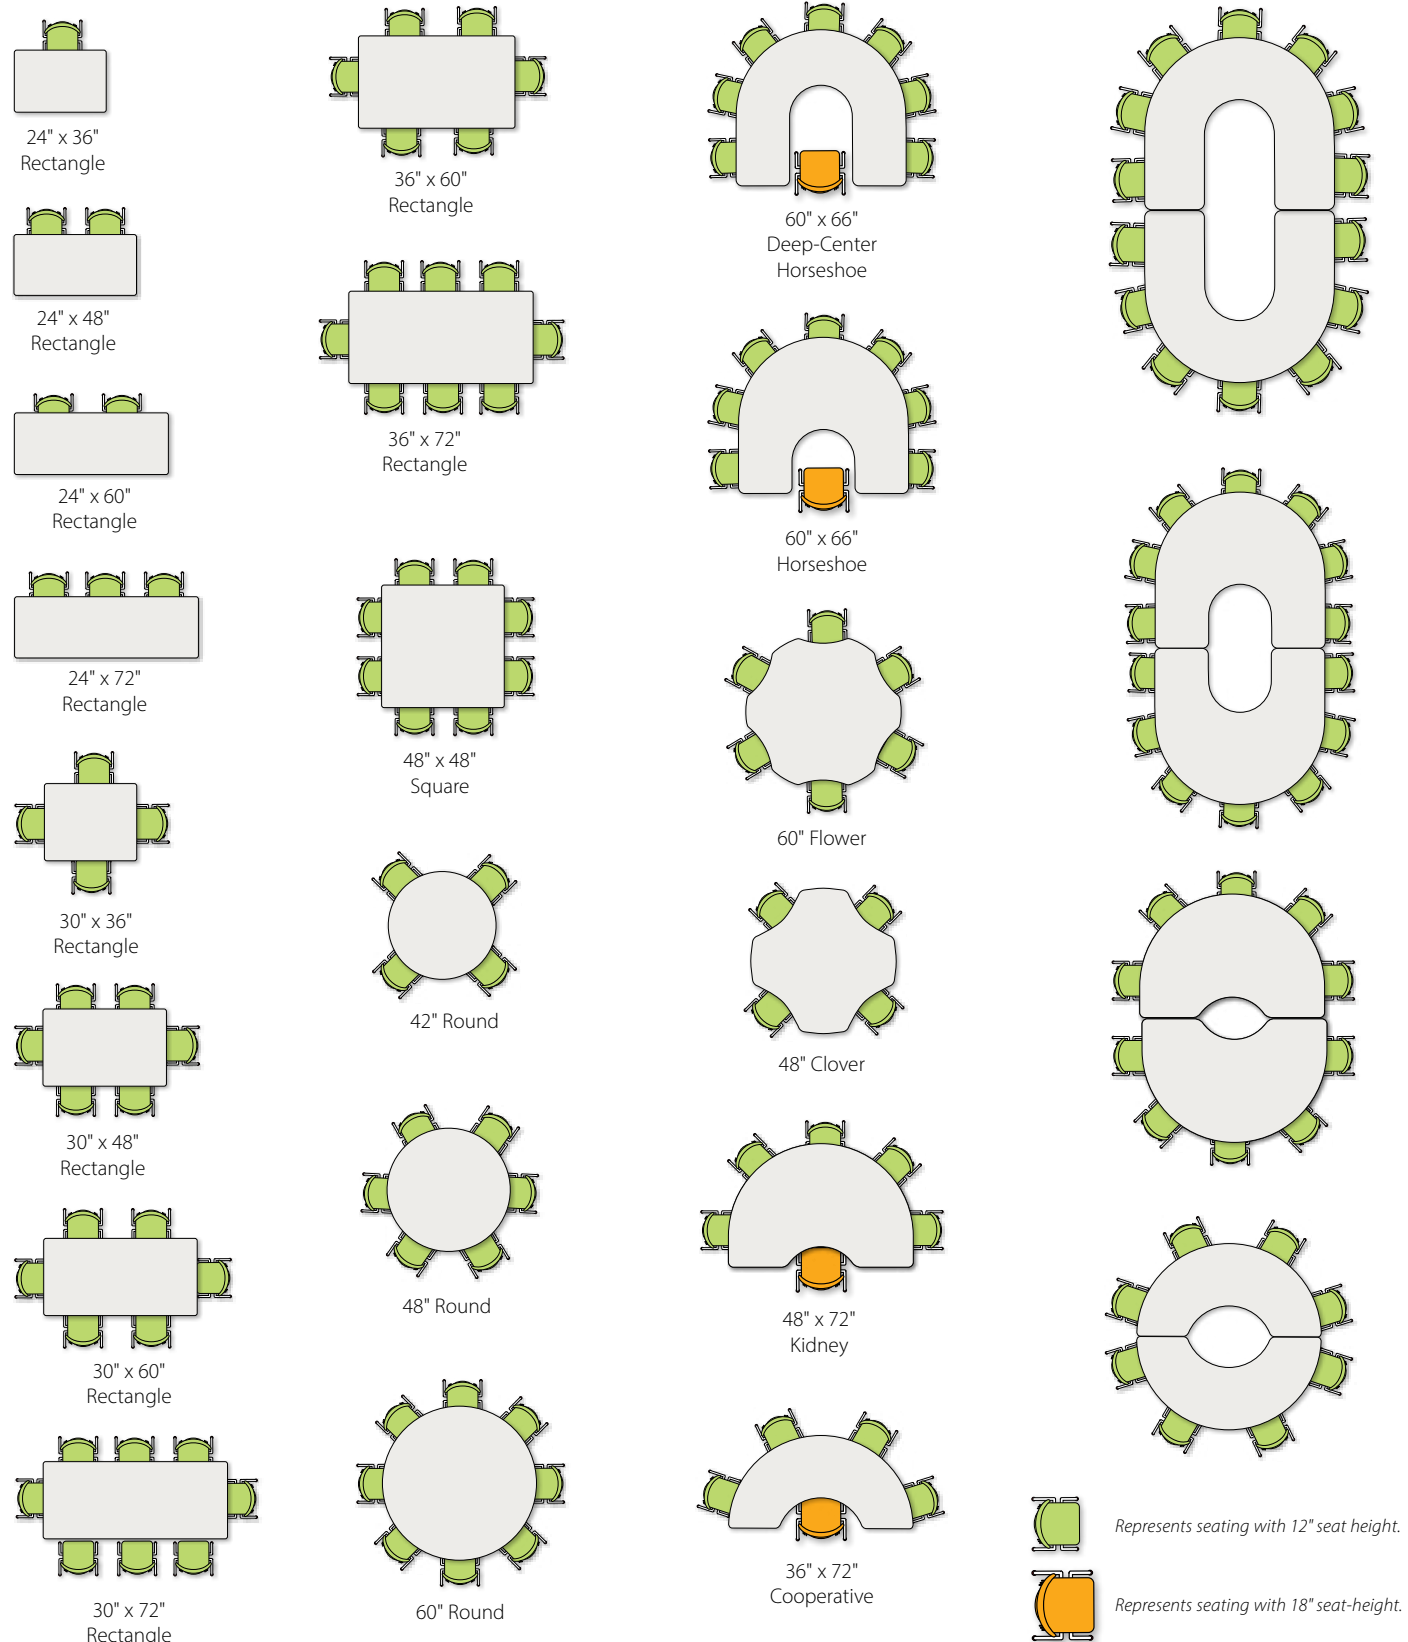 24" x 36"
Rectangle
24" x 48"
Rectangle
24" x 60"
Rectangle
24" x 72"
Rectangle
30" x 36"
Rectangle
30" x 48"
Rectangle
30" x 60"
Rectangle
30" x 72"
Rectangle
36" x 60"
Rectangle
36" x 72"
Rectangle
48" x 48"
Square
42" Round
48" Round
60" Round
60" x 66"
Deep-Center
Horseshoe
60" x 66"
Horseshoe
60" Flower
48" Clover
48" x 72"
Kidney
36" x 72"
Cooperative
Represents seating with 12" seat height.
Represents seating with 18" seat-height.